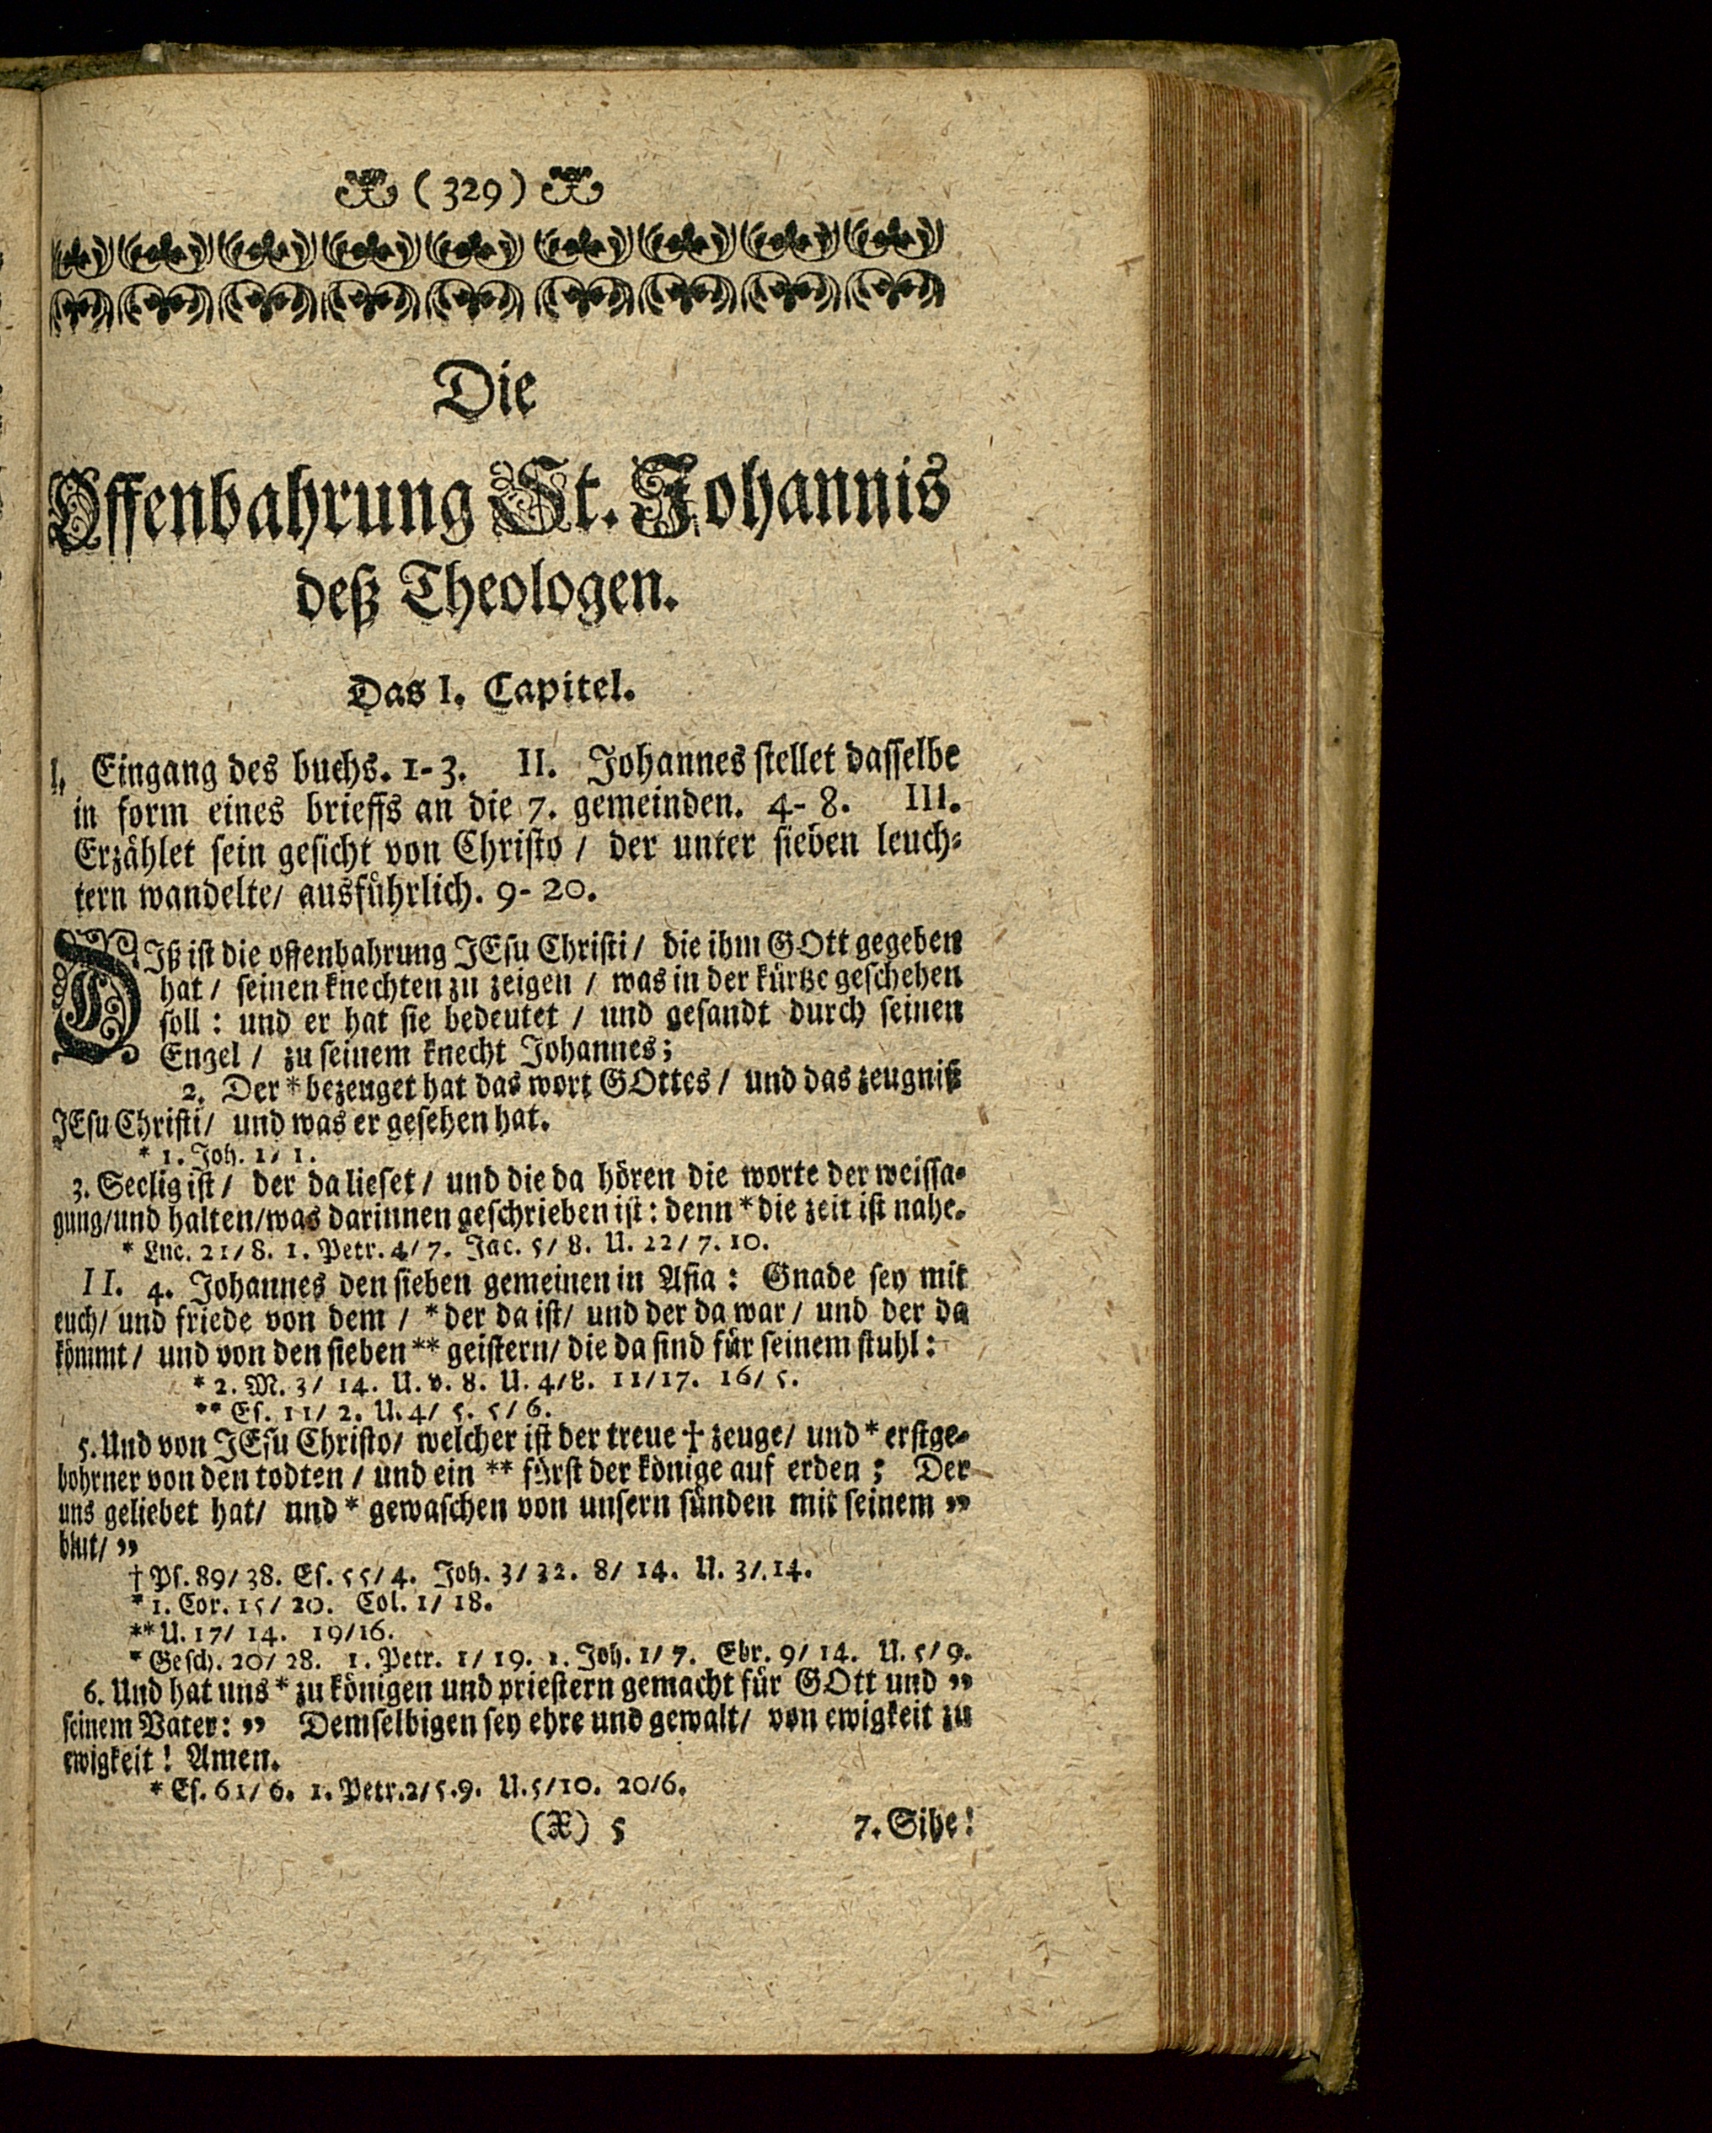 (329)
Die
Offenbahrung St. Johannis
deß Theologen.
Das I. Capitel.
I. Eingang des buchs. 1-3. II. Johannes stellet dasselbe
in form eines brieffs an die 7. gemeinden. 4-8. III.
Erzählet sein gesicht von Christo / der unter sieben leuch-
tern wandelte/ ausführlich. 9-20.
DIß ist die offenbahrung JEsu Christi / die ihm GOtt gegeben
hat / seinen knechten zu zeigen / was in der kürtze geschehen
soll: und er hat sie bedeutet / und gesandt durch seinen
Engel / zu seinem knecht Johannes;
2. Der * bezeuget hat das wort GOttes / und das zeugniß
JEsu Christi/ und was er gesehen hat.
* 1. Joh. 1/ 1.
3. Seelig ist / der da lieset / und die da hören die worte der weissa-
gung/und halten/was darinnen geschrieben ist: denn * die zeit ist nahe.
* Luc. 21/ 8. 1. Petr. 4/ 7. Jac. 5/ 8. U. 22/ 7. 10.
II. 4. Johannes den sieben gemeinen in Asia: Gnade sey mit
euch/ und friede von dem / * der da ist/ und der da war / und der da
kömmt / und von den sieben ** geistern/ die da sind für seinem stuhl:
* 2. M. 3/ 14. U. v. 8. U. 4/8. 11/17. 16/ 5.
** Es. 11/ 2. U. 4/ 5. 5/ 6.
5. Und von JEsu Christo/ welcher ist der treue † zeuge/ und * erstge-
bohrner von den todten / und ein ** fürst der könige auf erden; Der
uns geliebet hat/ und * gewaschen von unsern sünden mit seinem ”
blut/ ”
† Ps. 89/ 38. Es. 55/ 4. Joh. 3/ 32. 8/ 14. U. 3/ 14.
* 1. Cor. 15/ 20. Col. 1/ 18.
** U. 17/ 14. 19/16.
* Gesch. 20/ 28. 1. Petr. 1/ 19. 1. Joh. 1/ 7. Ebr. 9/ 14. U. 5/ 9.
6. Und hat uns * zu königen und priestern gemacht für GOtt und ”
seinem Vater: ” Demselbigen sey ehre und gewalt/ von ewigkeit zu
ewigkeit! Amen.
* Es. 61/ 6. 1. Petr.2/5.9. U.5/10. 20/6.
(X) 5 7. Sihe!